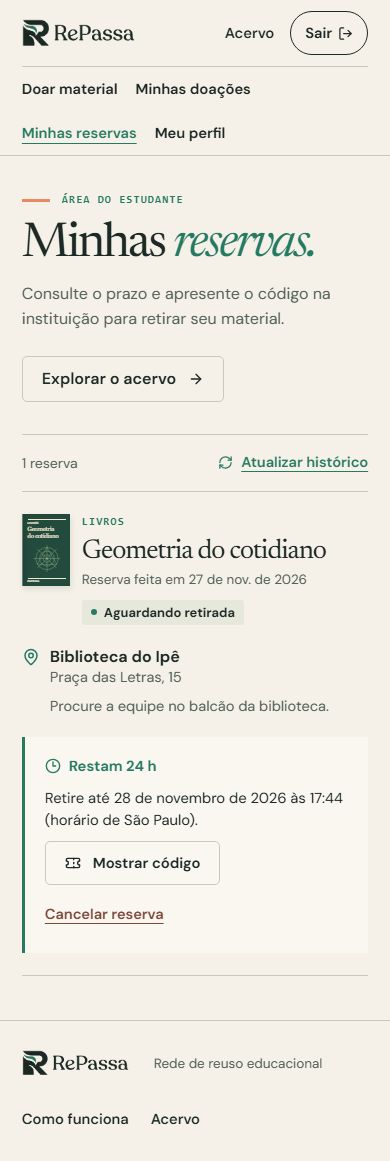 RePassa
Acervo
Sair
Doar material
Minhas doações
Minhas reservas
Meu perfil
ÁREA DO ESTUDANTE
Minhas reservas.
Consulte o prazo e apresente o código na
instituição para retirar seu material.
Explorar o acervo
1 reserva
Atualizar histórico
Geometria
do cotidiano
LIVROS
Geometria do cotidiano
Reserva feita em 27 de nov. de 2026
Aguardando retirada
Biblioteca do Ipê
Praça das Letras, 15
Procure a equipe no balcão da biblioteca.
Restam 24 h
Retire até 28 de novembro de 2026 às 17:44
(horário de São Paulo).
Mostrar código
Cancelar reserva
RePassa
Rede de reuso educacional
Como funciona
Acervo